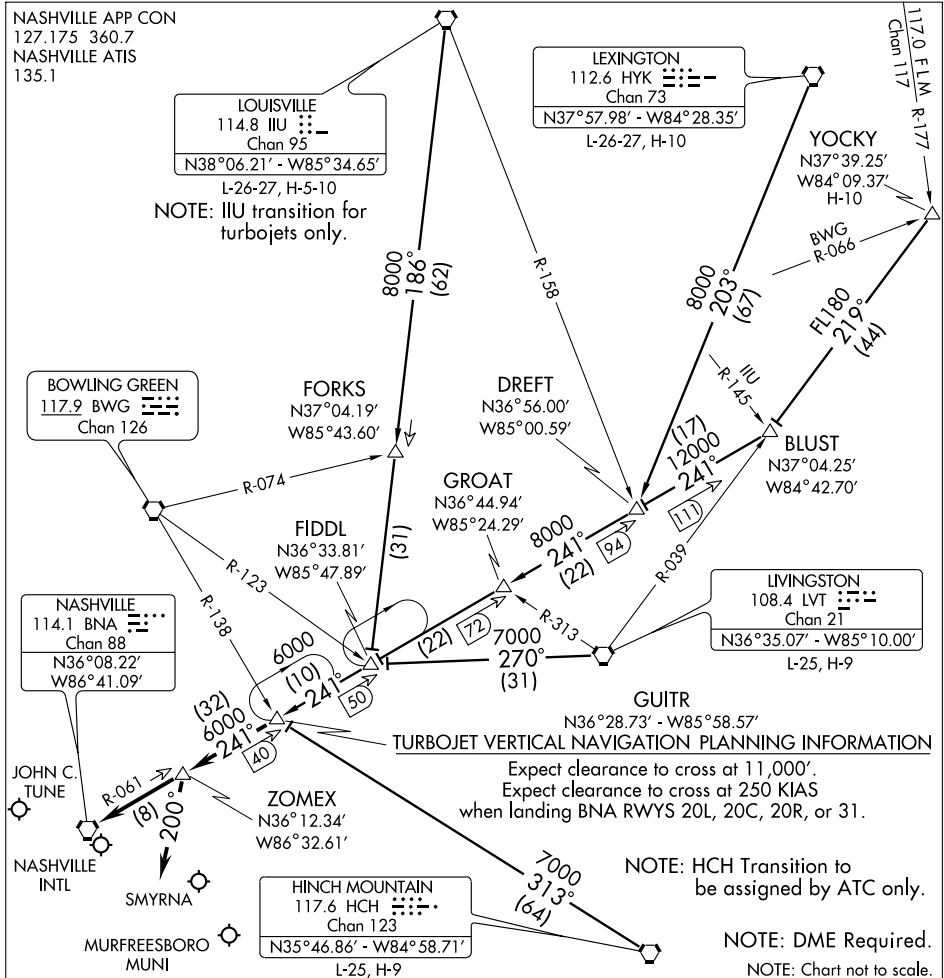 NASHVILLE APP CON
127.175 360.7
NASHVILLE ATIS
135.1
LOUISVILLE
114.8 IIU
Chan 95
N38°06.21' - W85°34.65'
L-26-27, H-5-10
NOTE: IIU transition for
turbojets only.
LEXINGTON
112.6 HYK
Chan 73
N37°57.98' - W84°28.35'
L-26-27, H-10
117.0 FLM
Chan 117
R-177
YOCKY
N37°39.25'
W84°09.37'
H-10
BWG
R-066
8000
186°
(62)
R-158
8000
203°
(67)
FL180
219°
(44)
IIU
R-145
BOWLING GREEN
117.9 BWG
Chan 126
FORKS
N37°04.19'
W85°43.60'
DREFT
N36°56.00'
W85°00.59'
(17)
12000
241°
111
BLUST
N37°04.25'
W84°42.70'
R-074
GROAT
N36°44.94'
W85°24.29'
(31)
8000
241°
(22)
94
FIDDL
N36°33.81'
W85°47.89'
R-123
R-138
R-039
NASHVILLE
114.1 BNA
Chan 88
N36°08.22'
W86°41.09'
(22)
72
R-313
LIVINGSTON
108.4 LVT
Chan 21
N36°35.07' - W85°10.00'
L-25, H-9
6000
(10)
241°
50
7000
270°
(31)
(32)
6000
241°
40
GUITR
N36°28.73' - W85°58.57'
TURBOJET VERTICAL NAVIGATION PLANNING INFORMATION
Expect clearance to cross at 11,000'.
Expect clearance to cross at 250 KIAS
when landing BNA RWYS 20L, 20C, 20R, or 31.
JOHN C.
TUNE
R-061
(8)
200°
ZOMEX
N36°12.34'
W86°32.61'
NASHVILLE
INTL
SMYRNA
MURFREESBORO
MUNI
HINCH MOUNTAIN
117.6 HCH
Chan 123
N35°46.86' - W84°58.71'
L-25, H-9
7000
313°
(64)
NOTE: HCH Transition to
be assigned by ATC only.
NOTE: DME Required.
NOTE: Chart not to scale.